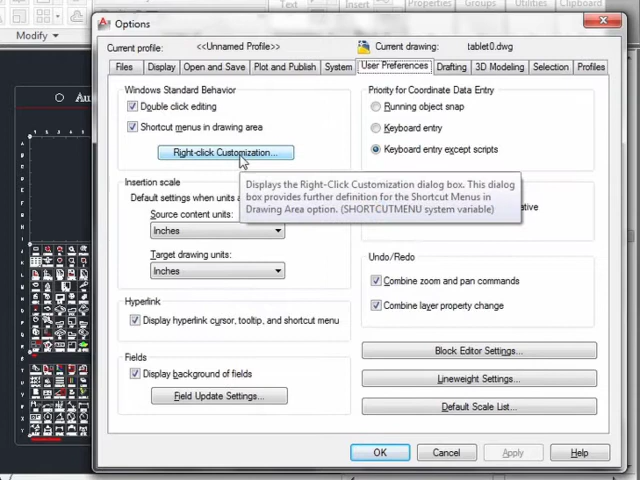 Text
Insert
Properties
Groups
Utilities
Clipboard
Modify
Options
Current profile: <<Unnamed Profile>> Current drawing: tablet0.dwg
Files Display Open and Save Plot and Publish System User Preferences Drafting 3D Modeling Selection Profiles
Windows Standard Behavior
Double click editing
Shortcut menus in drawing area
Right-click Customization...
Displays the Right-Click Customization dialog box. This dialog
box provides further definition for the Shortcut Menus in
Drawing Area option. (SHORTCUTMENU system variable)
Insertion scale
Default settings when units a
Source content units:
Inches
Target drawing units:
Inches
Hyperlink
Display hyperlink cursor, tooltip, and shortcut menu
Fields
Display background of fields
Field Update Settings...
Priority for Coordinate Data Entry
Running object snap
Keyboard entry
Keyboard entry except scripts
ative
Undo/Redo
Combine zoom and pan commands
Combine layer property change
Block Editor Settings...
Lineweight Settings...
Default Scale List...
OK Cancel Apply Help